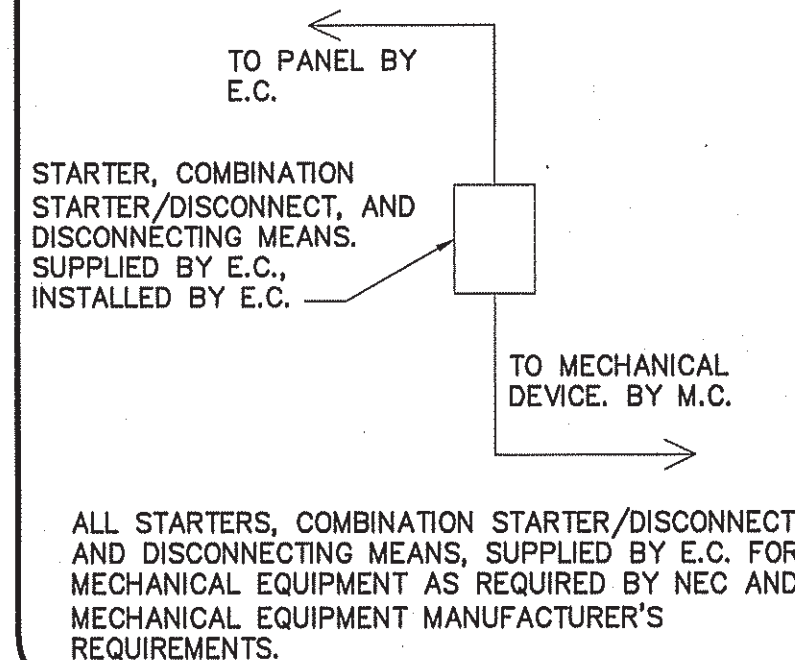 TO PANEL BY
E.C.
STARTER, COMBINATION
STARTER/DISCONNECT, AND
DISCONNECTING MEANS.
SUPPLIED BY E.C.,
INSTALLED BY E.C.
TO MECHANICAL
DEVICE. BY M.C.
ALL STARTERS, COMBINATION STARTER/DISCONNECT
AND DISCONNECTING MEANS, SUPPLIED BY E.C. FOR
MECHANICAL EQUIPMENT AS REQUIRED BY NEC AND
MECHANICAL EQUIPMENT MANUFACTURER'S
REQUIREMENTS.